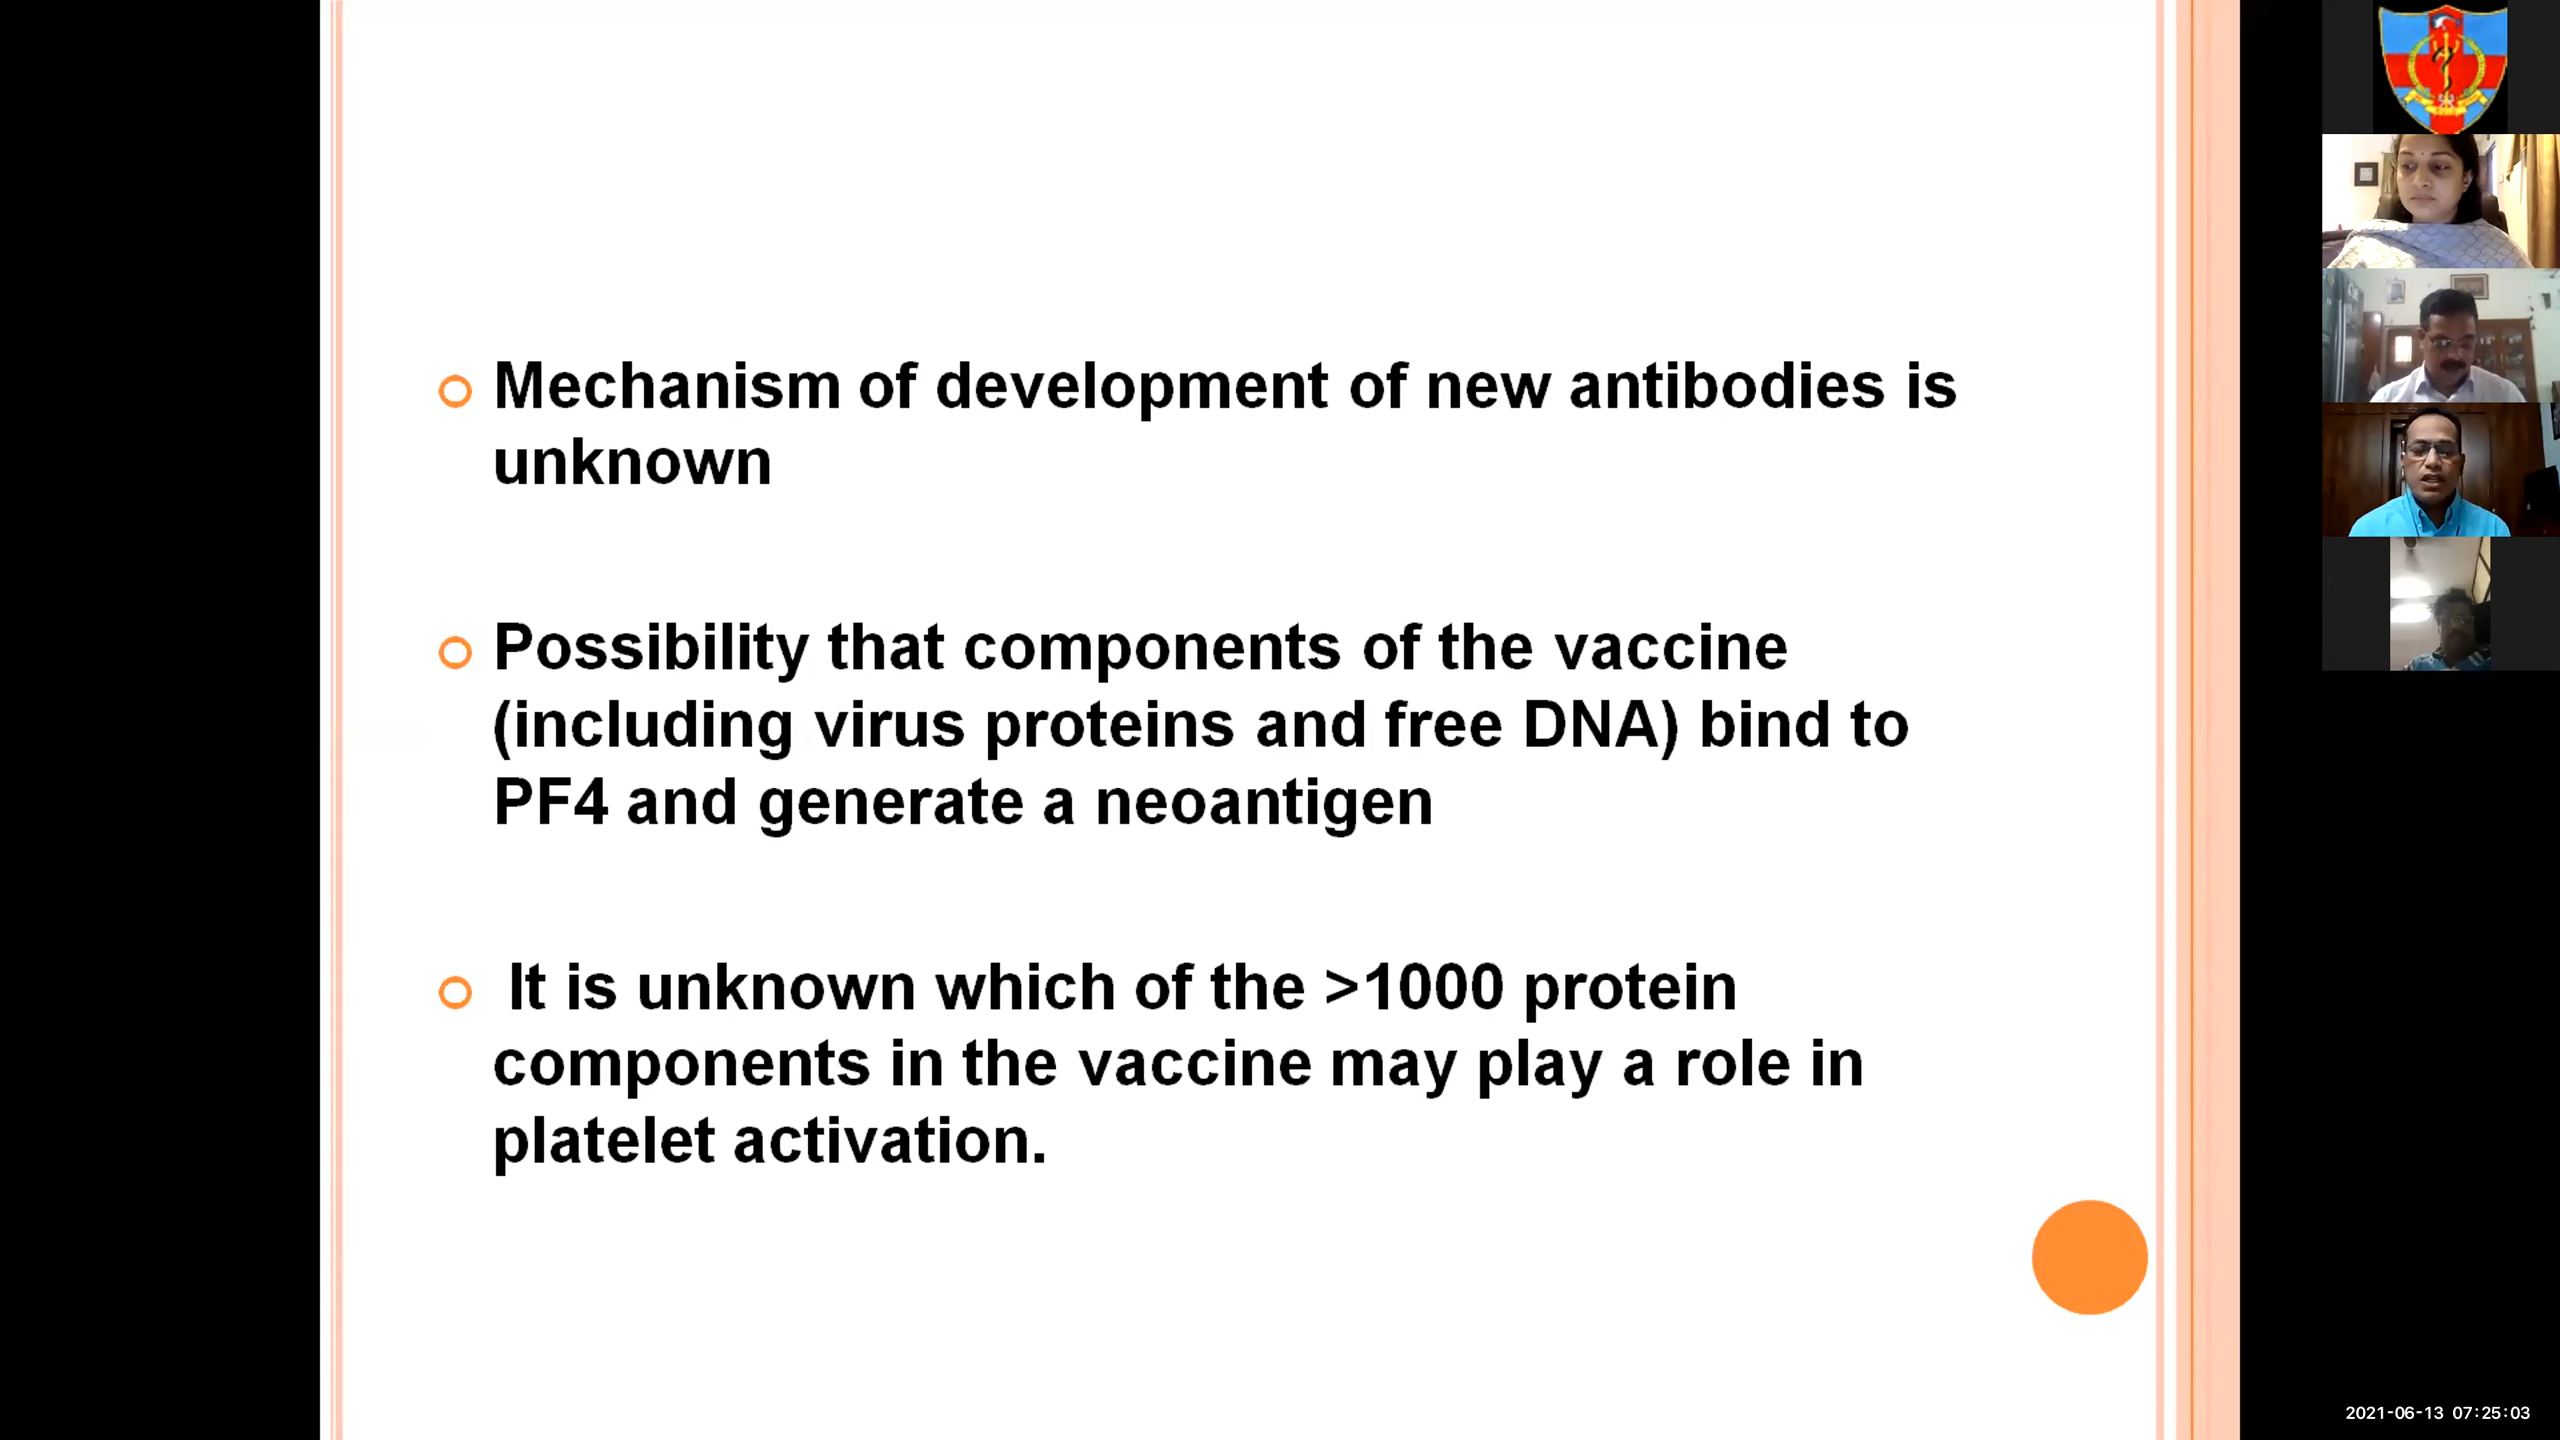 Mechanism of development of new antibodies is
unknown
Possibility that components of the vaccine
(including virus proteins and free DNA) bind to
PF4 and generate a neoantigen
It is unknown which of the >1000 protein
components in the vaccine may play a role in
platelet activation.
2021-06-13 07:25:03